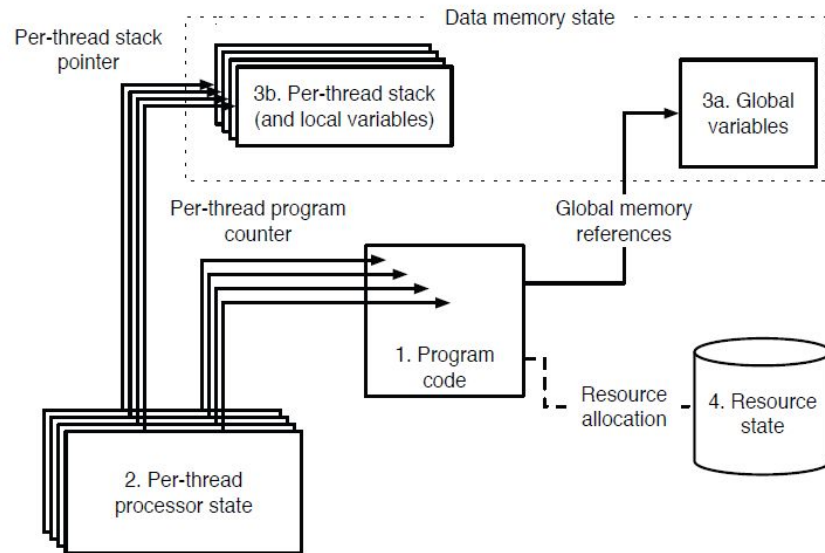 Data memory state
Per-thread stack
pointer
3b. Per-thread stack
(and local variables)
3a. Global
variables
Per-thread program
counter
Global memory
references
1. Program
code
Resource
allocation
4. Resource
state
2. Per-thread
processor state